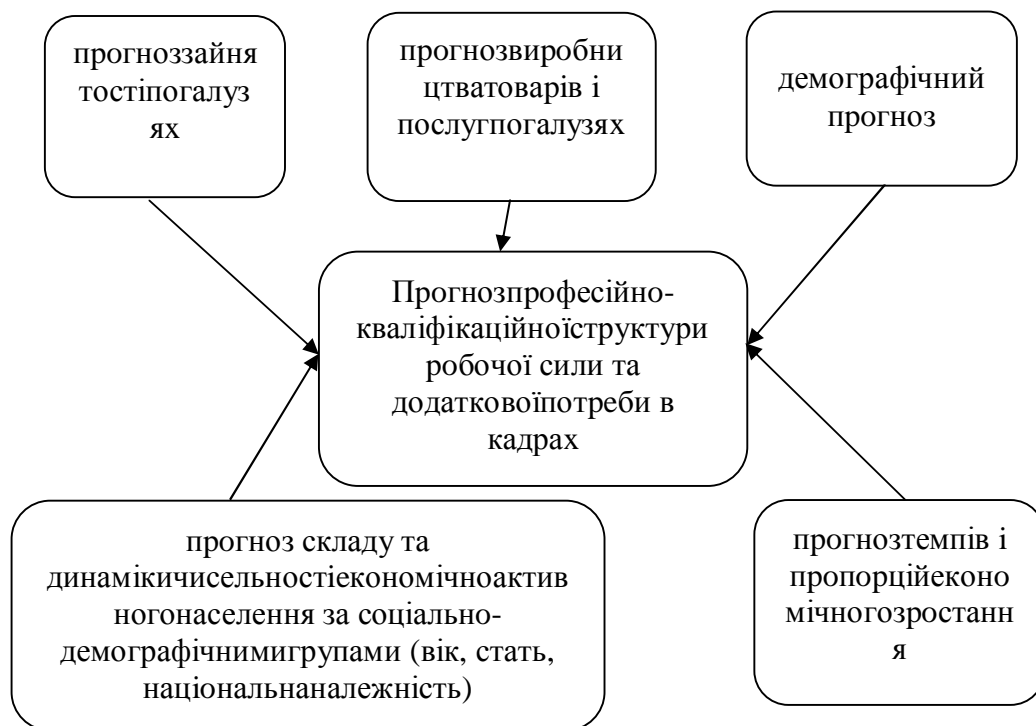 прогноззайня
тостіпогалуз
ях
прогнозвиробни
цтватоварів і
послугпогалузях
демографічний
прогноз
Прогнозпрофесійно-
кваліфікаційноїструктури
робочої сили та
додатковоїпотреби в
кадрах
прогноз складу та
динамікичисельностіекономічноактив
ногонаселення за соціально-
демографічнимигрупами (вік, стать,
національнаналежність)
прогнозтемпів і
пропорційеконо
мічногозростанн
я